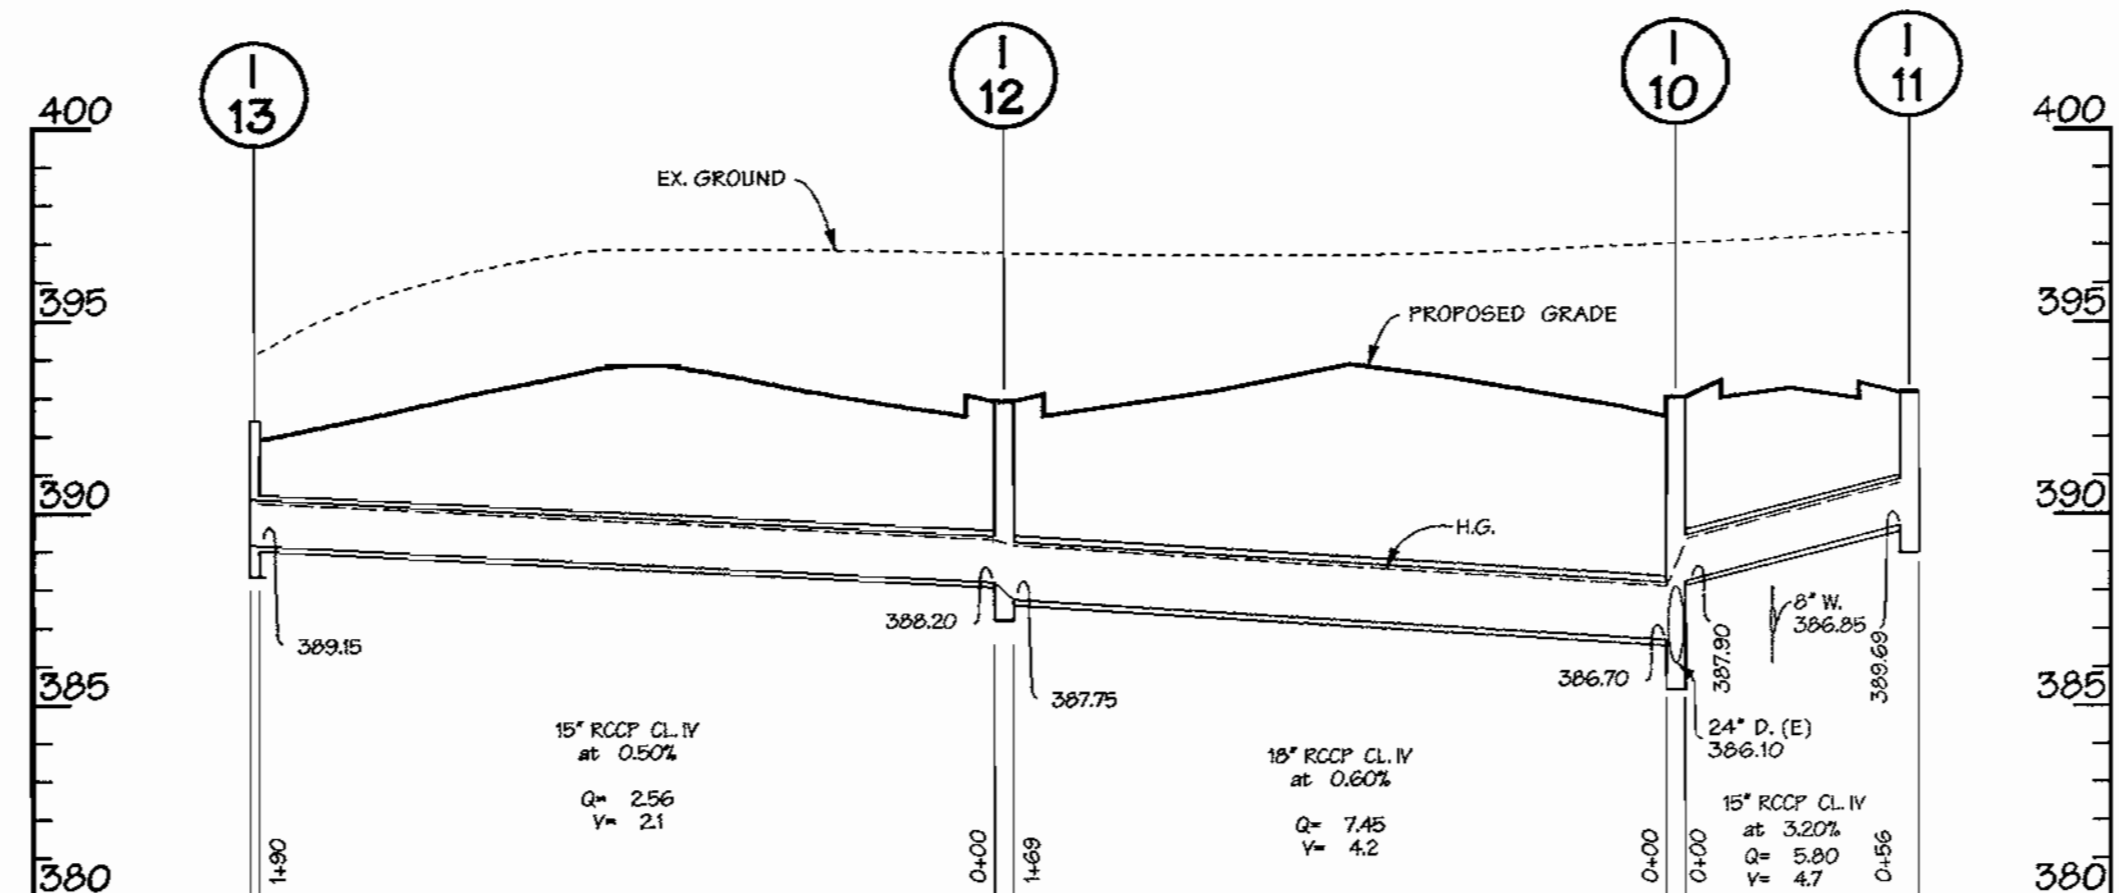 I
13
I
12
I
10
I
11
400
400
EX. GROUND
395
395
PROPOSED GRADE
390
390
H.G.
389.15
388.20
387.75
386.70
387.90
8" W.
386.85
389.69
385
385
24" D. (E)
386.10
15" RCCP CL. IV
at 0.50%
Q= 2.56
V= 2.1
18" RCCP CL. IV
at 0.60%
Q= 7.45
V= 4.2
15" RCCP CL. IV
at 3.20%
Q= 5.80
V= 4.7
1+90
0+00
1+69
0+00
0+00
0+56
380
380